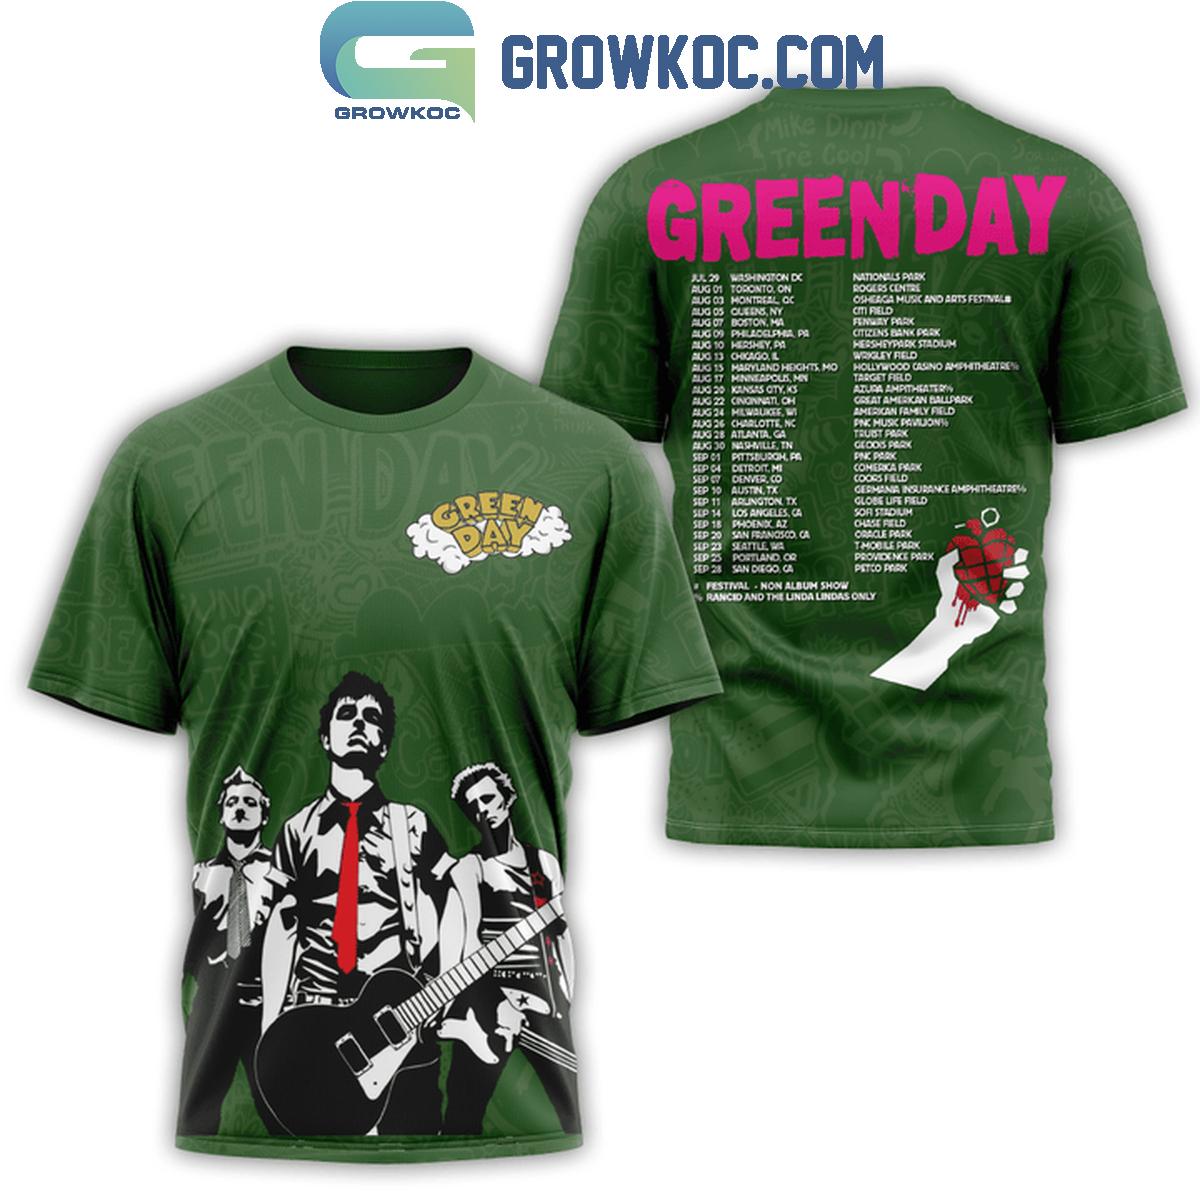 GROWKOC
GROWKOC.COM
Mike Dirnt
Trè Cool
GREEN DAY
JUL 29 WASHINGTON DC NATIONALS PARK
AUG 01 TORONTO, ON ROGERS CENTRE
AUG 03 MONTREAL, QC OSHEAGA MUSIC AND ARTS FESTIVAL#
AUG 05 QUEENS, NY CITI FIELD
AUG 07 BOSTON, MA FENWAY PARK
AUG 09 PHILADELPHIA, PA CITIZENS BANK PARK
AUG 10 HERSHEY, PA HERSHEYPARK STADIUM
AUG 13 CHICAGO, IL WRIGLEY FIELD
AUG 15 MARYLAND HEIGHTS, MO HOLLYWOOD CASINO AMPHITHEATRE%
AUG 17 MINNEAPOLIS, MN TARGET FIELD
AUG 20 KANSAS CITY, KS AZURA AMPITHEATER%
AUG 22 CINCINNATI, OH GREAT AMERICAN BALLPARK
AUG 24 MILWAUKEE, WI AMERICAN FAMILY FIELD
AUG 26 CHARLOTTE, NC PNC MUSIC PAVILION%
AUG 28 ATLANTA, GA TRUIST PARK
AUG 30 NASHVILLE, TN GEODIS PARK
SEP 01 PITTSBURGH, PA PNC PARK
SEP 04 DETROIT, MI COMERICA PARK
SEP 07 DENVER, CO COORS FIELD
SEP 10 AUSTIN, TX GERMANIA INSURANCE AMPHITHEATRE%
SEP 11 ARLINGTON, TX GLOBE LIFE FIELD
SEP 14 LOS ANGELES, CA SOFI STADIUM
SEP 18 PHOENIX, AZ CHASE FIELD
SEP 20 SAN FRANCISCO, CA ORACLE PARK
SEP 23 SEATTLE, WA T-MOBILE PARK
SEP 25 PORTLAND, OR PROVIDENCE PARK
SEP 28 SAN DIEGO, CA PETCO PARK
# FESTIVAL - NON ALBUM SHOW
% RANCID AND THE LINDA LINDAS ONLY
GREEN DAY
GREEN
DAY